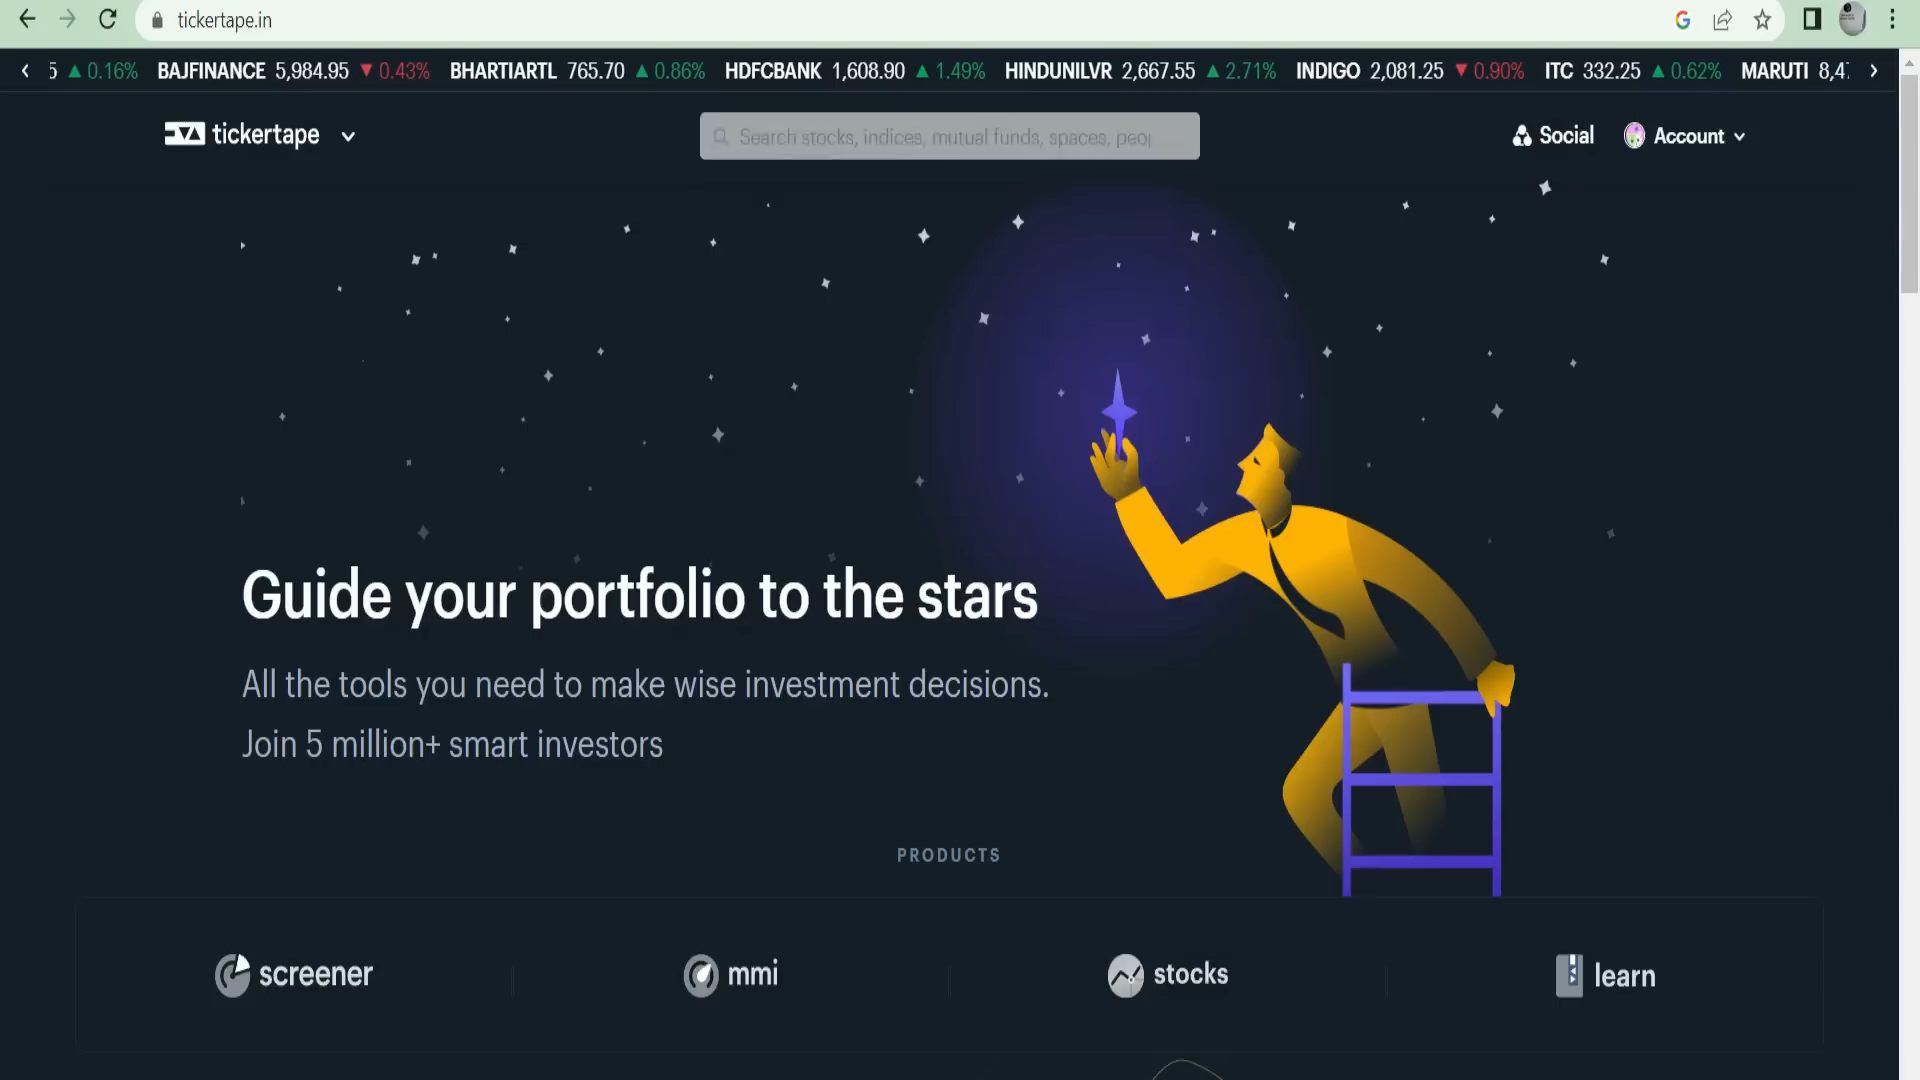 tickertape.in
5 ▲ 0.16% BAJFINANCE 5,984.95 ▼ 0.43% BHARTIARTL 765.70 ▲ 0.86% HDFCBANK 1,608.90 ▲ 1.49% HINDUNILVR 2,667.55 ▲ 2.71% INDIGO 2,081.25 ▼ 0.90% ITC 332.25 ▲ 0.62% MARUTI 8,4
tickertape
Search stocks, indices, mutual funds, spaces, peo
Social
Account
Guide your portfolio to the stars
All the tools you need to make wise investment decisions.
Join 5 million+ smart investors
PRODUCTS
screener
mmi
stocks
learn